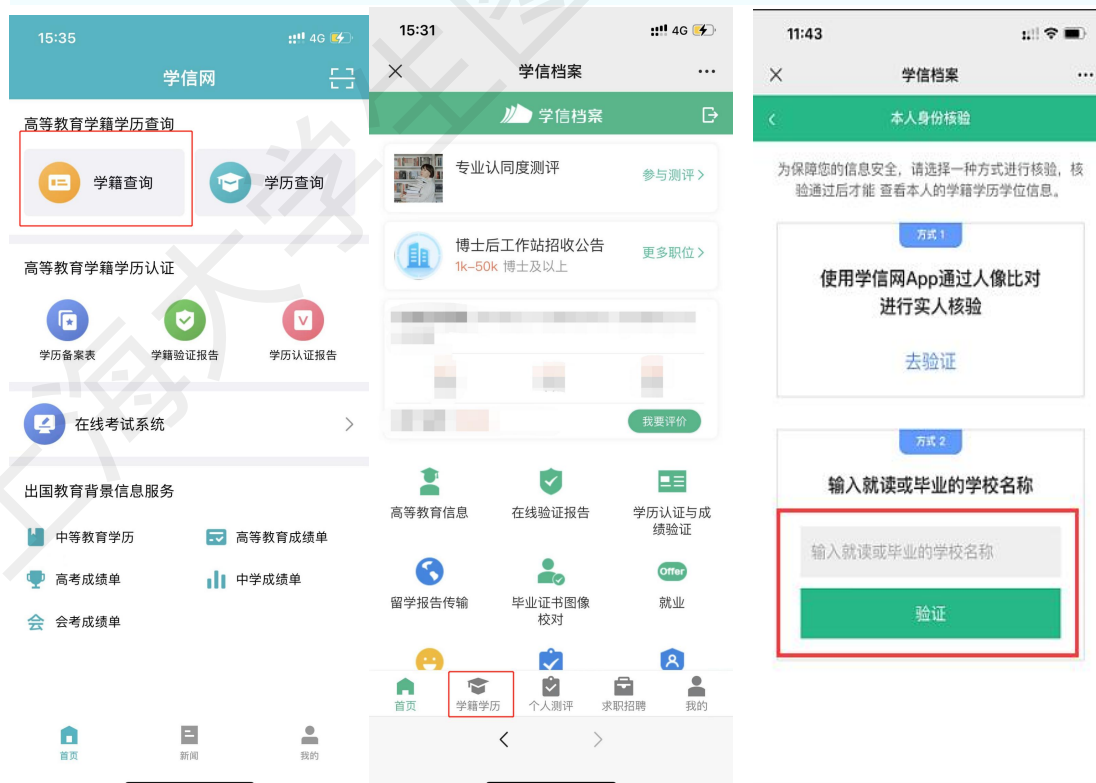 15:35
4G
学信网
高等教育学籍学历查询
学籍查询
学历查询
高等教育学籍学历认证
学历备案表
学籍验证报告
学历认证报告
在线考试系统
出国教育背景信息服务
中等教育学历
高等教育成绩单
高考成绩单
中学成绩单
会 会考成绩单
首页
新闻
我的
15:31
4G
学信档案
学信档案
专业认同度测评
参与测评
博士后工作站招收公告
1k–50k 博士及以上
更多职位
我要评价
高等教育信息
在线验证报告
学历认证与成
绩验证
留学报告传输
毕业证书图像
校对
Offer
就业
首页
学籍学历
个人测评
求职招聘
我的
11:43
学信档案
本人身份核验
为保障您的信息安全，请选择一种方式进行核验，核
验通过后才能 查看本人的学籍学历学位信息。
方式 1
使用学信网App通过人像比对
进行实人核验
去验证
方式 2
输入就读或毕业的学校名称
输入就读或毕业的学校名称
验证
上海大学生